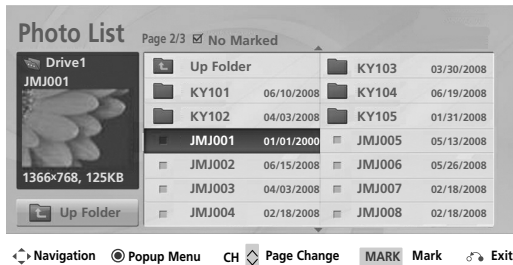 Photo List Page 2/3 No Marked
Drive1
JMJ001
1366×768, 125KB
Up Folder
Up Folder
KY101 06/10/2008
KY102 04/03/2008
JMJ001 01/01/2000
JMJ002 06/15/2008
JMJ003 04/03/2008
JMJ004 02/18/2008
KY103 03/30/2008
KY104 06/19/2008
KY105 01/31/2008
JMJ005 05/13/2008
JMJ006 05/26/2008
JMJ007 02/18/2008
JMJ008 02/18/2008
Navigation Popup Menu CH Page Change MARK Mark Exit